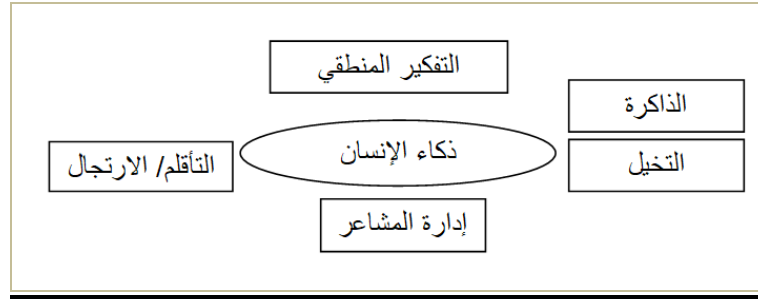 التفكير المنطقي
الذاكرة
ذكاء الإنسان
التخيل
التأقلم/ الارتجال
إدارة المشاعر